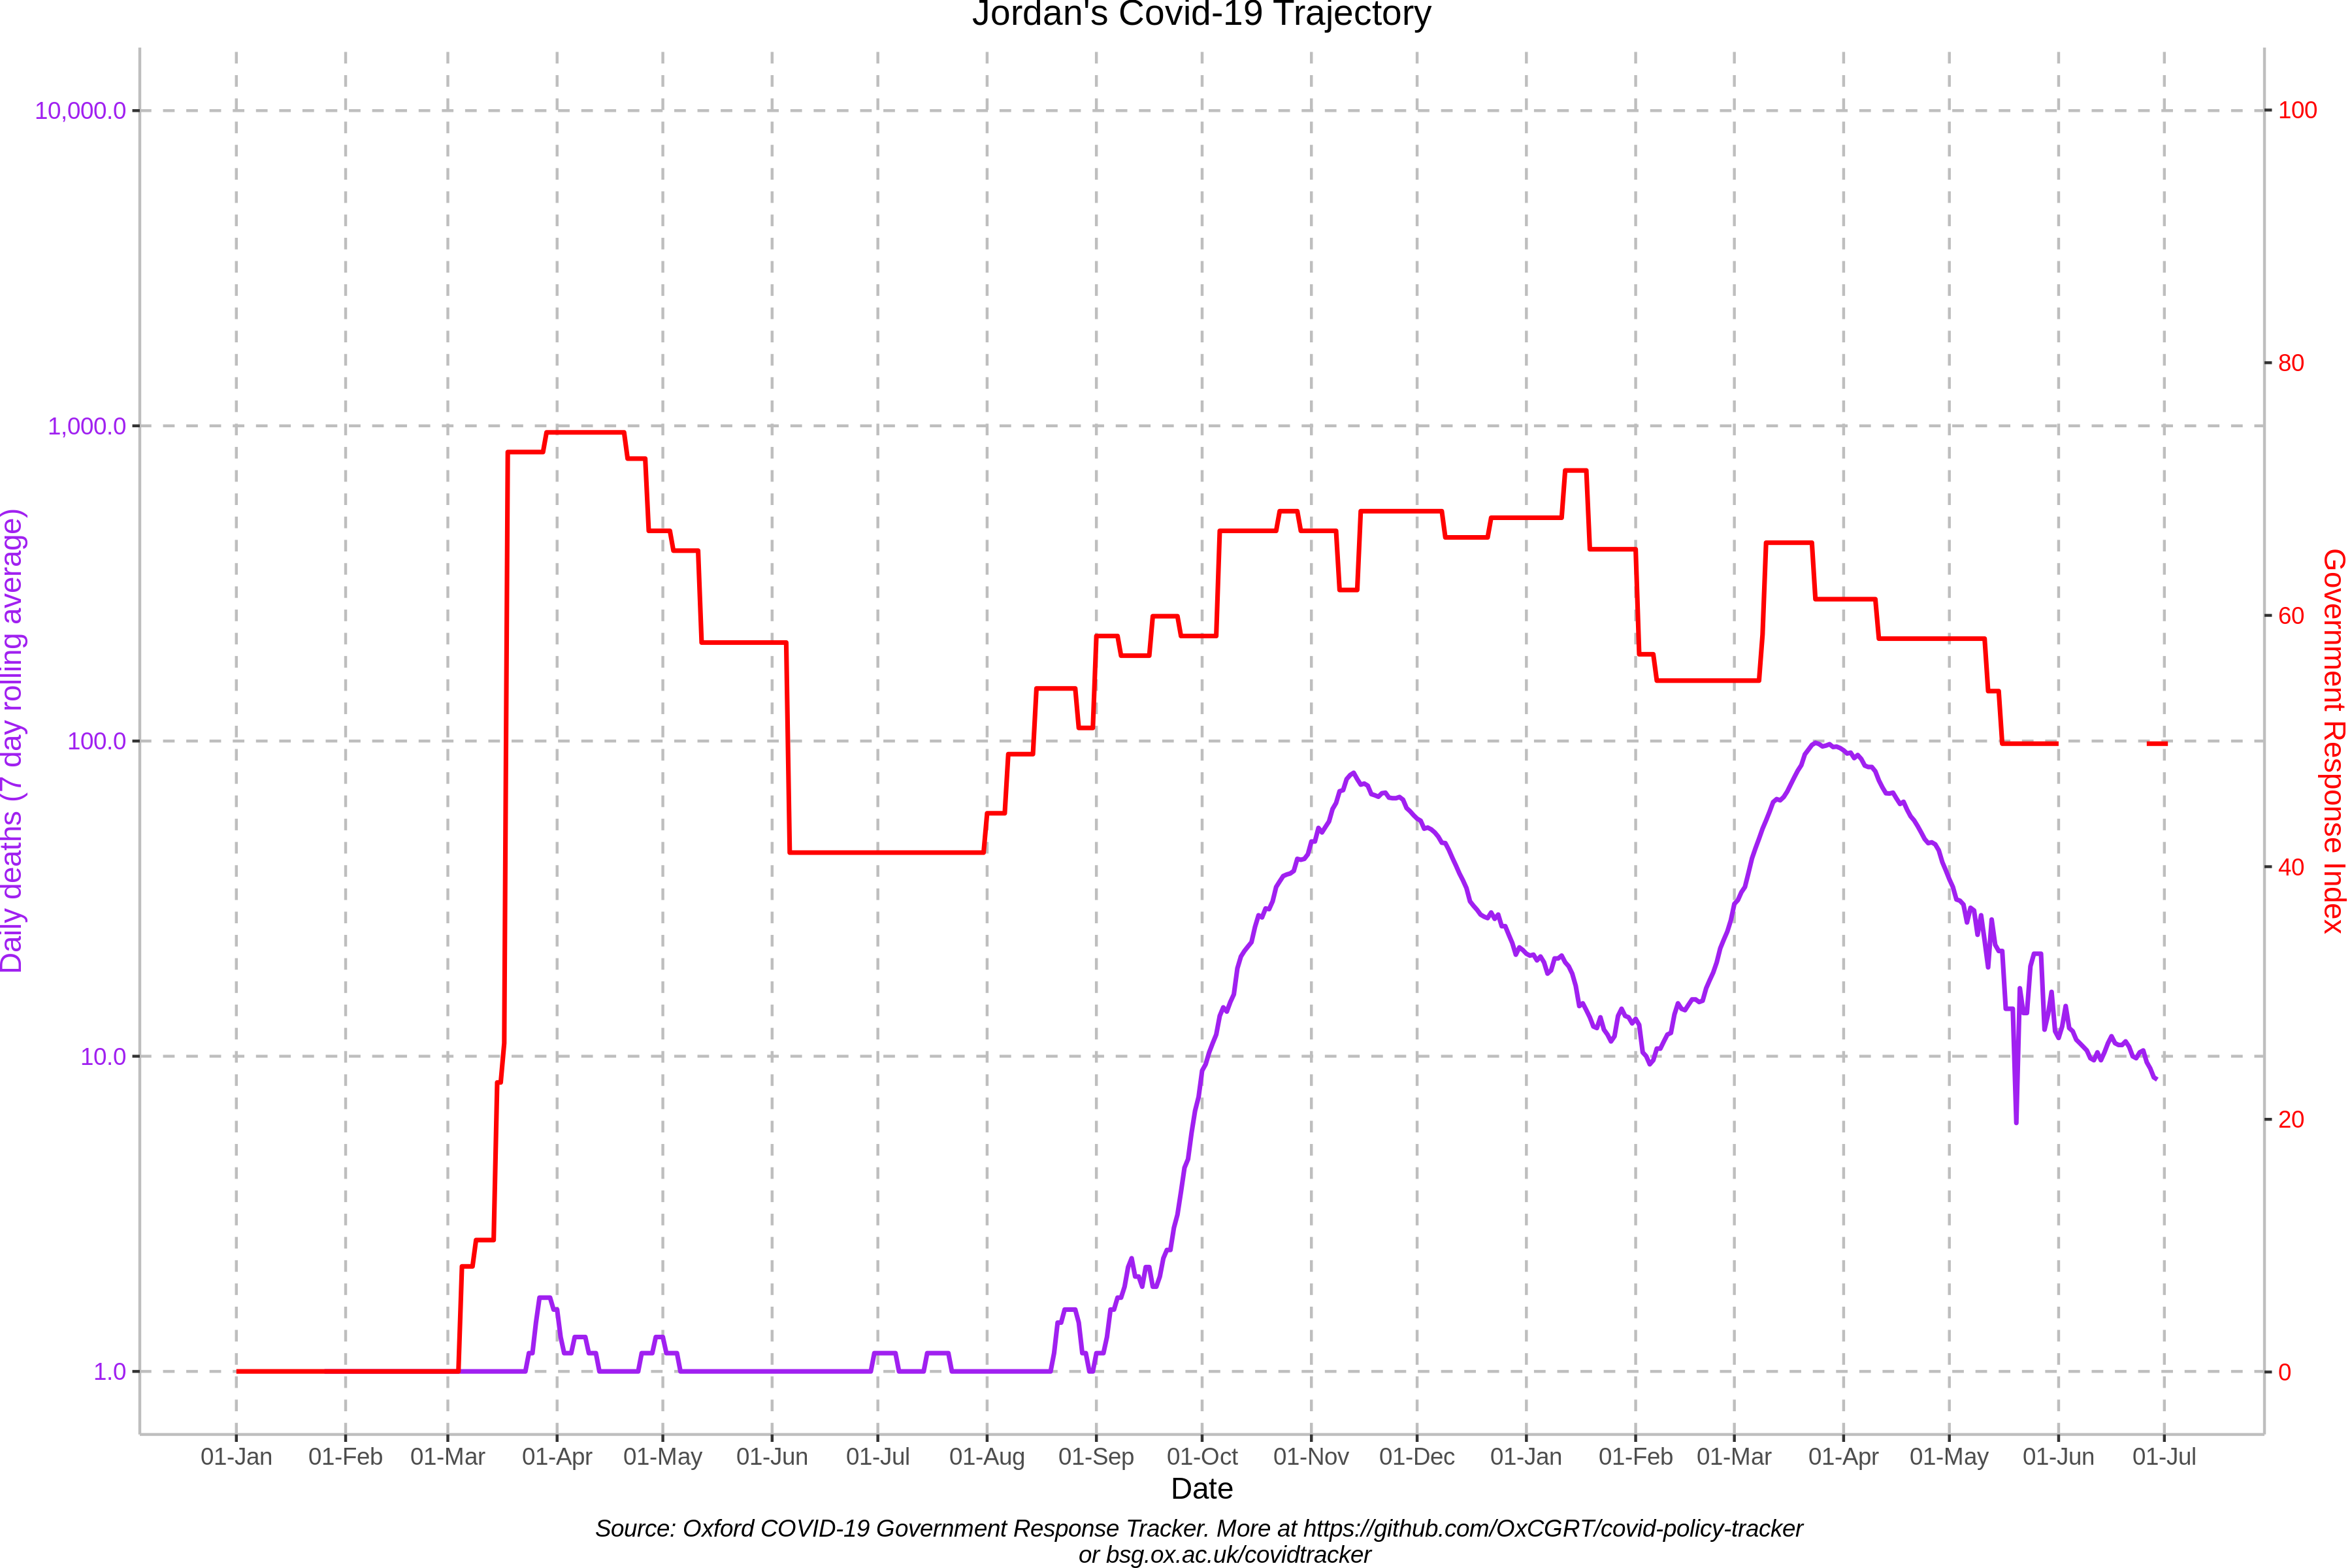 Jordan's Covid-19 Trajectory
10,000.0
1,000.0
100.0
10.0
1.0
Daily deaths (7 day rolling average)
100
80
60
40
20
0
Government Response Index
01-Jan 01-Feb 01-Mar 01-Apr 01-May 01-Jun 01-Jul 01-Aug 01-Sep 01-Oct 01-Nov 01-Dec 01-Jan 01-Feb 01-Mar 01-Apr 01-May 01-Jun 01-Jul
Date
Source: Oxford COVID-19 Government Response Tracker. More at https://github.com/OxCGRT/covid-policy-tracker
or bsg.ox.ac.uk/covidtracker